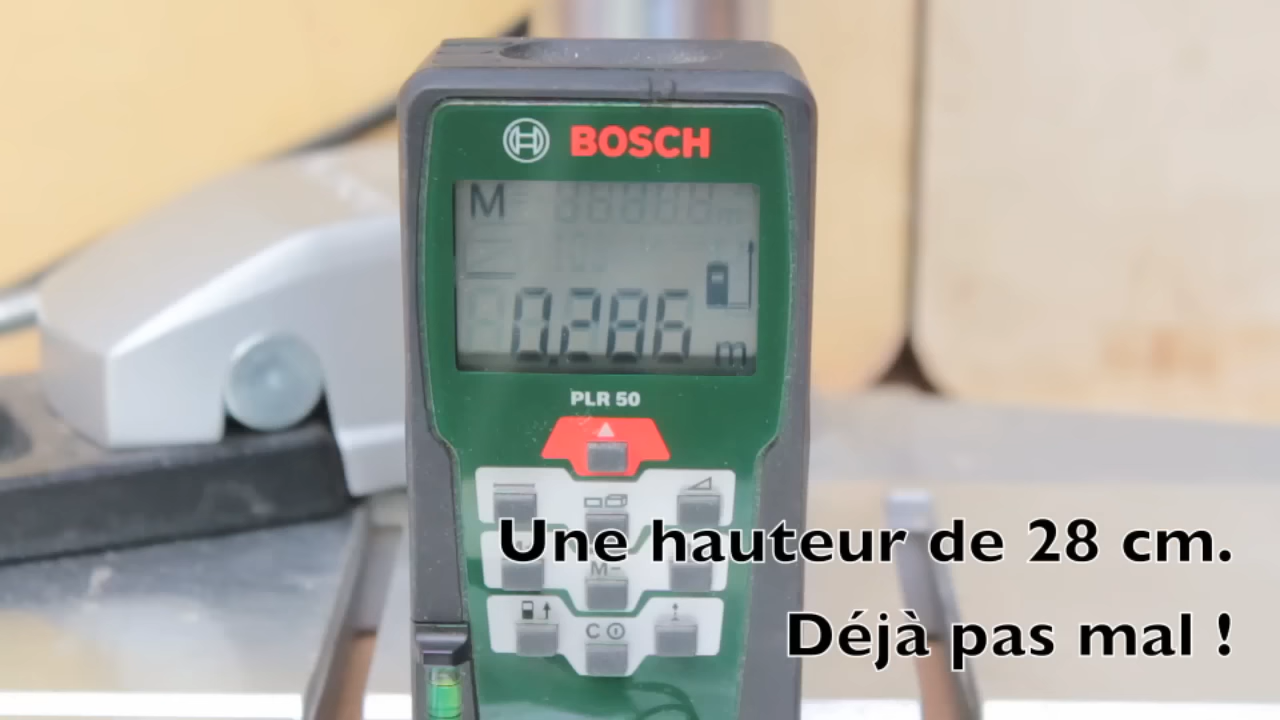 BOSCH
M
0.286 m
PLR 50
M-
C
Une hauteur de 28 cm.
Déjà pas mal !